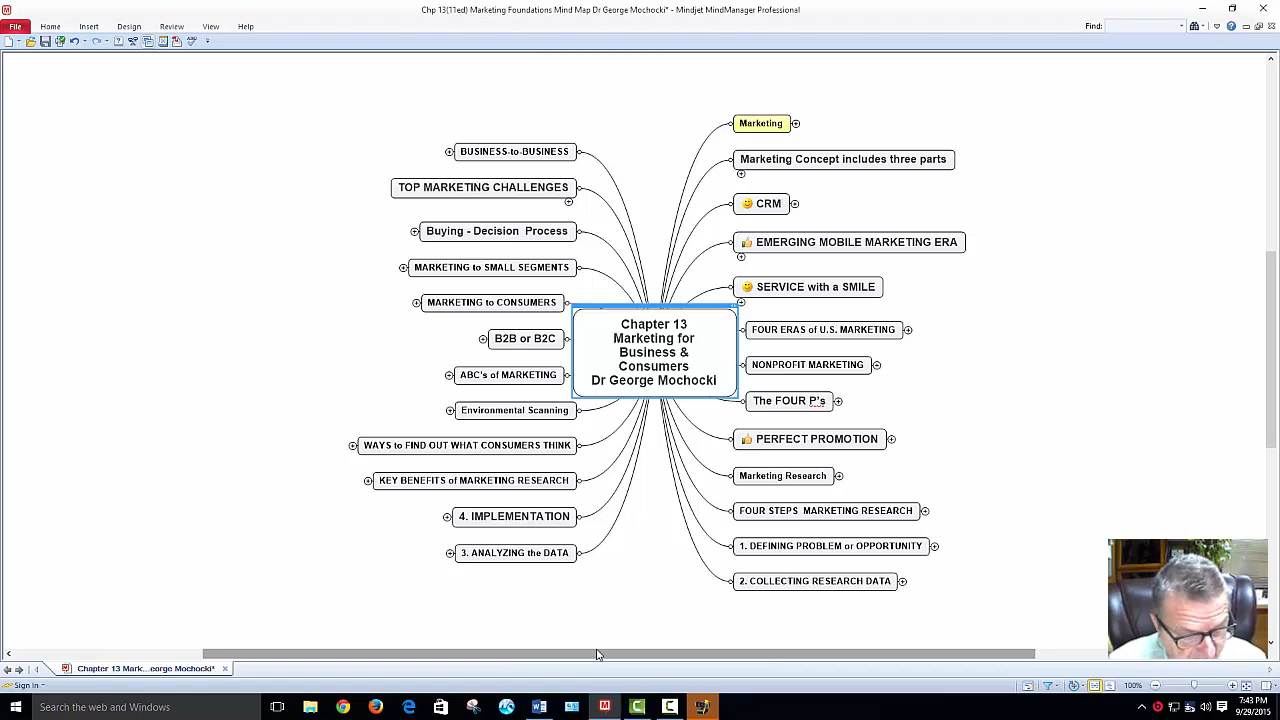 Chp 13(11ed) Marketing Foundations Mind Map Dr George Mochocki* - Mindjet MindManager Professional
File Home Insert Design Review View Help
Find:
Marketing
Marketing Concept includes three parts
CRM
EMERGING MOBILE MARKETING ERA
SERVICE with a SMILE
FOUR ERAS of U.S. MARKETING
NONPROFIT MARKETING
The FOUR P's
PERFECT PROMOTION
Marketing Research
FOUR STEPS MARKETING RESEARCH
1. DEFINING PROBLEM or OPPORTUNITY
2. COLLECTING RESEARCH DATA
Chapter 13
Marketing for
Business &
Consumers
Dr George Mochocki
BUSINESS-to-BUSINESS
TOP MARKETING CHALLENGES
Buying - Decision Process
MARKETING to SMALL SEGMENTS
MARKETING to CONSUMERS
B2B or B2C
ABC's of MARKETING
Environmental Scanning
WAYS to FIND OUT WHAT CONSUMERS THINK
KEY BENEFITS of MARKETING RESEARCH
4. IMPLEMENTATION
3. ANALYZING the DATA
Chapter 13 Mark...eorge Mochocki*
Sign In
100%
Search the web and Windows
7:43 PM
9/29/2015